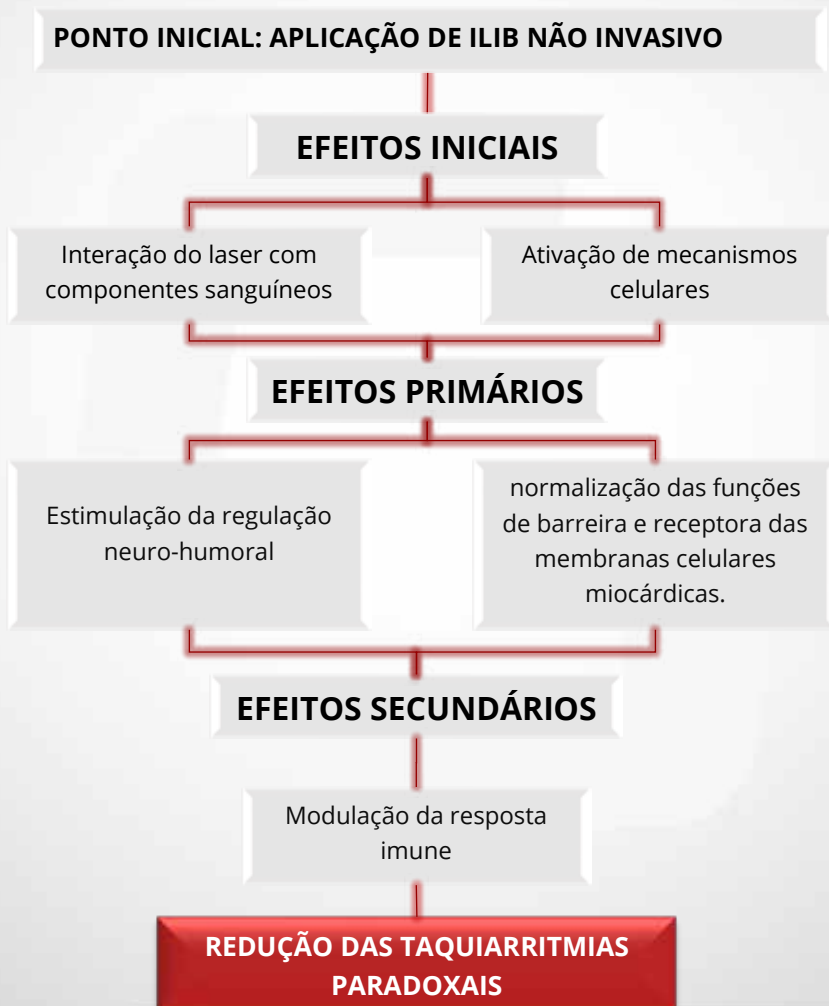 PONTO INICIAL: APLICAÇÃO DE ILIB NÃO INVASIVO
EFEITOS INICIAIS
Interação do laser com
componentes sanguíneos
Ativação de mecanismos
celulares
EFEITOS PRIMÁRIOS
Estimulação da regulação
neuro-humoral
normalização das funções
de barreira e receptora das
membranas celulares
miocárdicas.
EFEITOS SECUNDÁRIOS
Modulação da resposta
imune
REDUÇÃO DAS TAQUIARRITMIAS
PARADOXAIS